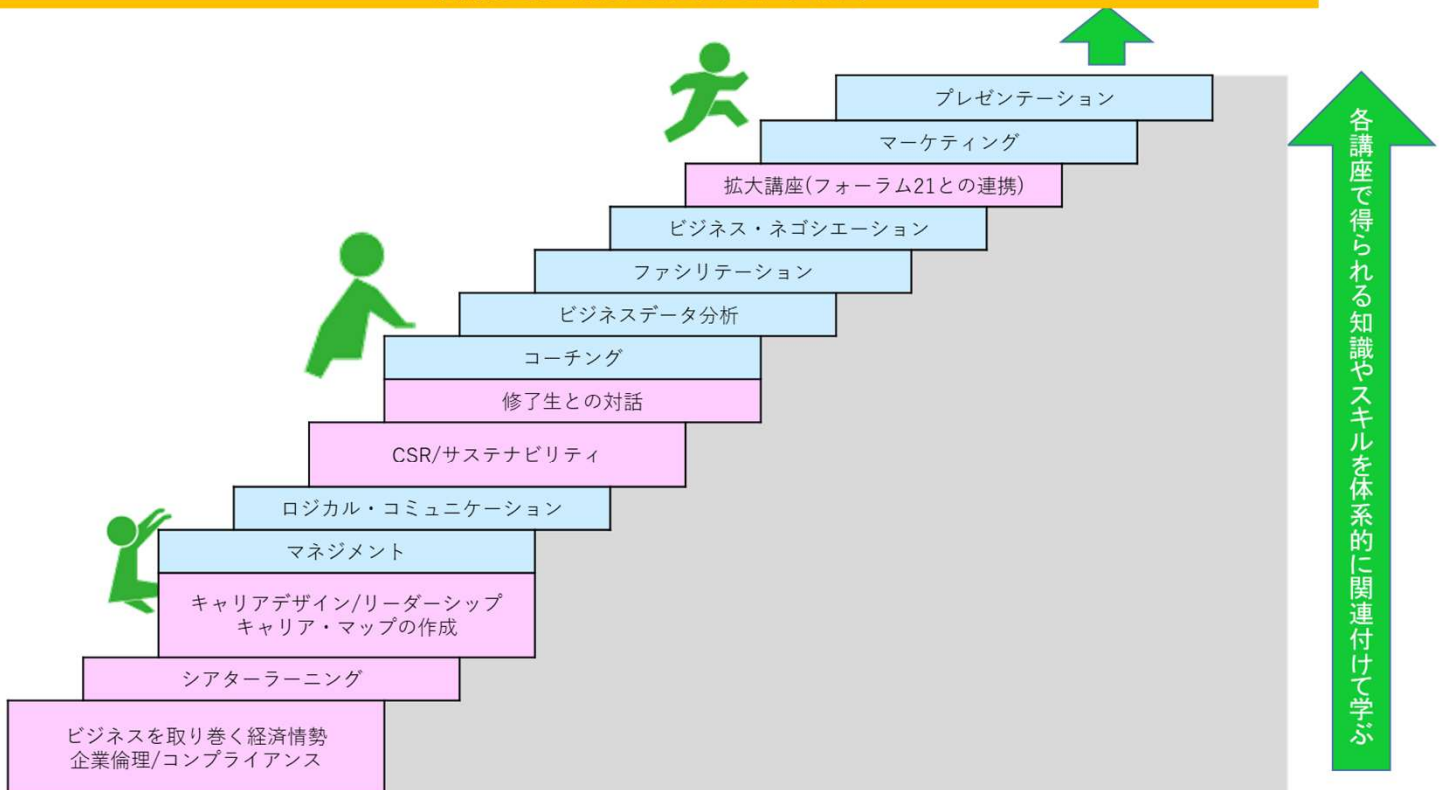 プレゼンテーション
マーケティング
拡大講座(フォーラム21との連携)
ビジネス・ネゴシエーション
ファシリテーション
ビジネスデータ分析
コーチング
修了生との対話
CSR/サステナビリティ
ロジカル・コミュニケーション
マネジメント
キャリアデザイン/リーダーシップ
キャリア・マップの作成
シアターラーニング
ビジネスを取り巻く経済情勢
企業倫理/コンプライアンス
各講座で得られる知識やスキルを体系的に関連付けて学ぶ